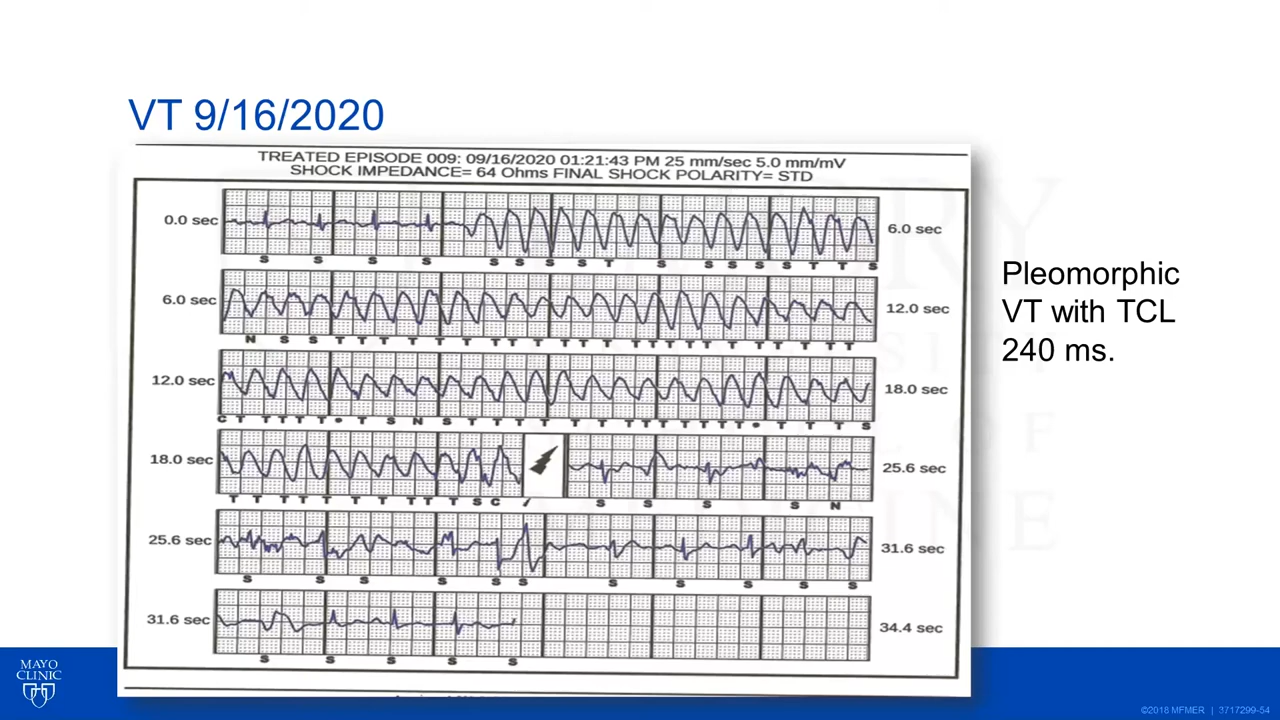 VT 9/16/2020
TREATED EPISODE 009: 09/16/2020 01:21:43 PM 25 mm/sec 5.0 mm/mV
SHOCK IMPEDANCE= 64 Ohms FINAL SHOCK POLARITY= STD
0.0 sec
6.0 sec
S S S S S S S S T S S S S S T T S
6.0 sec
12.0 sec
12.0 sec
18.0 sec
18.0 sec
25.6 sec
25.6 sec
31.6 sec
S S S S S S S S S S S
31.6 sec
34.4 sec
S S S S S
Pleomorphic
VT with TCL
240 ms.
MAYO
CLINIC
©2018 MFMER | 3717299-54